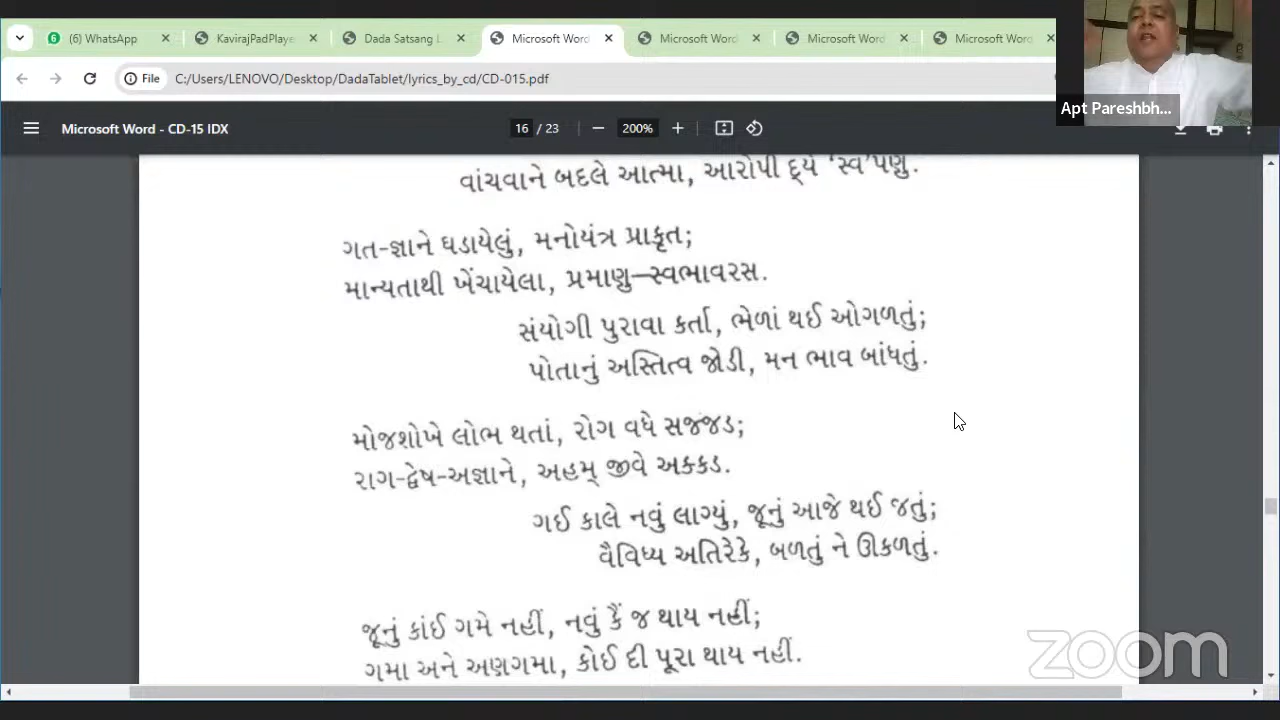 (6) WhatsApp
KavirajPadPlaye
Dada Satsang L
Microsoft Word
Microsoft Word
Microsoft Word
Microsoft Word
File
C:/Users/LENOVO/Desktop/DadaTablet/lyrics_by_cd/CD-015.pdf
Apt Pareshbh...
Microsoft Word - CD-15 IDX
16 / 23
200%
વાંચવાને બદલે આત્મા, આરોપી દ્યે 'સ્વ'પણુ.
ગત-જ્ઞાને ઘડાયેલું, મનોયંત્ર પ્રાકૃત;
માન્યતાથી ખેંચાયેલા, પ્રમાણુ—સ્વભાવરસ.
સંયોગી પુરાવા કર્તા, ભેળાં થઈ ઓગળતું;
પોતાનું અસ્તિત્વ જોડી, મન ભાવ બાંધતું.
મોજશોખે લોભ થતાં, રોગ વધે સજ્જડ;
રાગ-દ્વેષ-અજ્ઞાને, અહમ્ જીવે અક્કડ.
ગઈ કાલે નવું લાગ્યું, જૂનું આજે થઈ જતું;
વૈવિધ્ય અતિરેકે, બળતું ને ઊકળતું.
જૂનું કાંઈ ગમે નહીં, નવું કૈં જ થાય નહીં;
ગમા અને અણગમા, કોઈ દી પૂરા થાય નહીં.
zoom